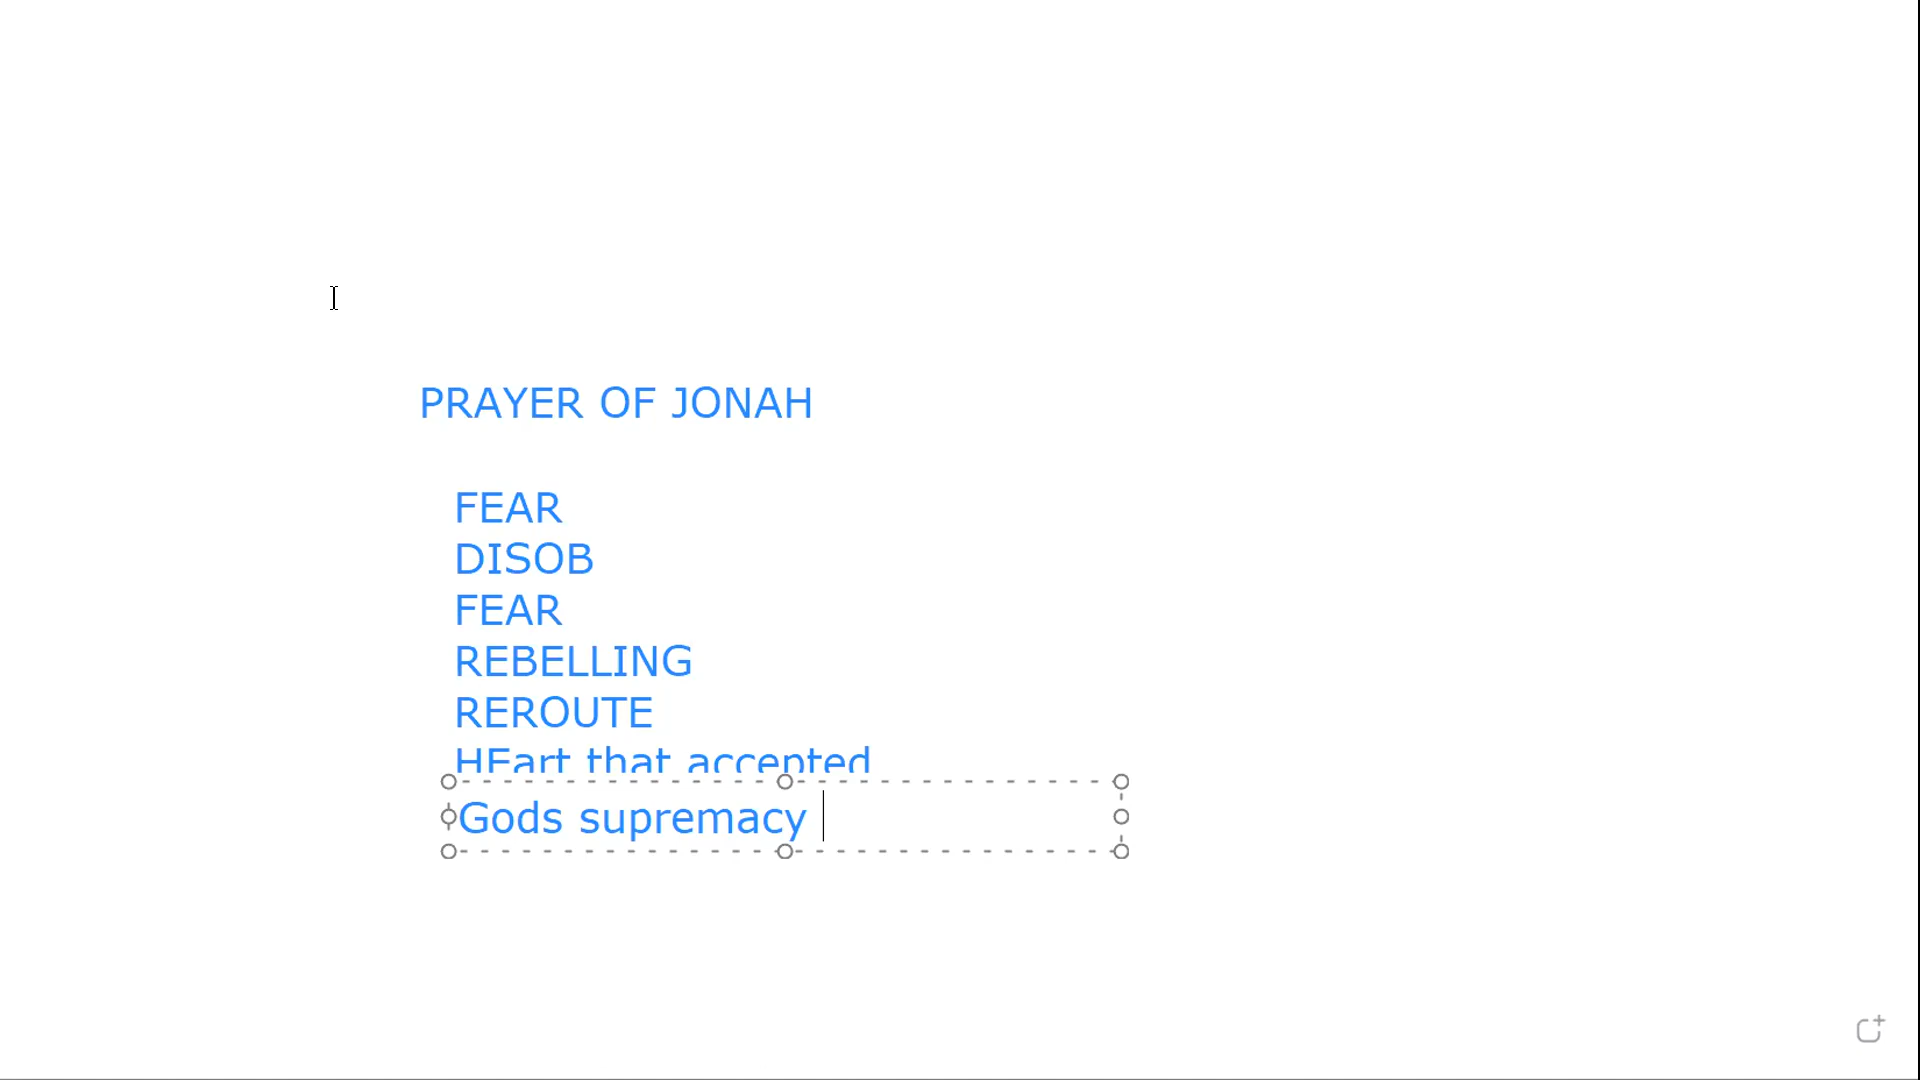 PRAYER OF JONAH
FEAR
DISOB
FEAR
REBELLING
REROUTE
HEart that accepted
Gods supremacy